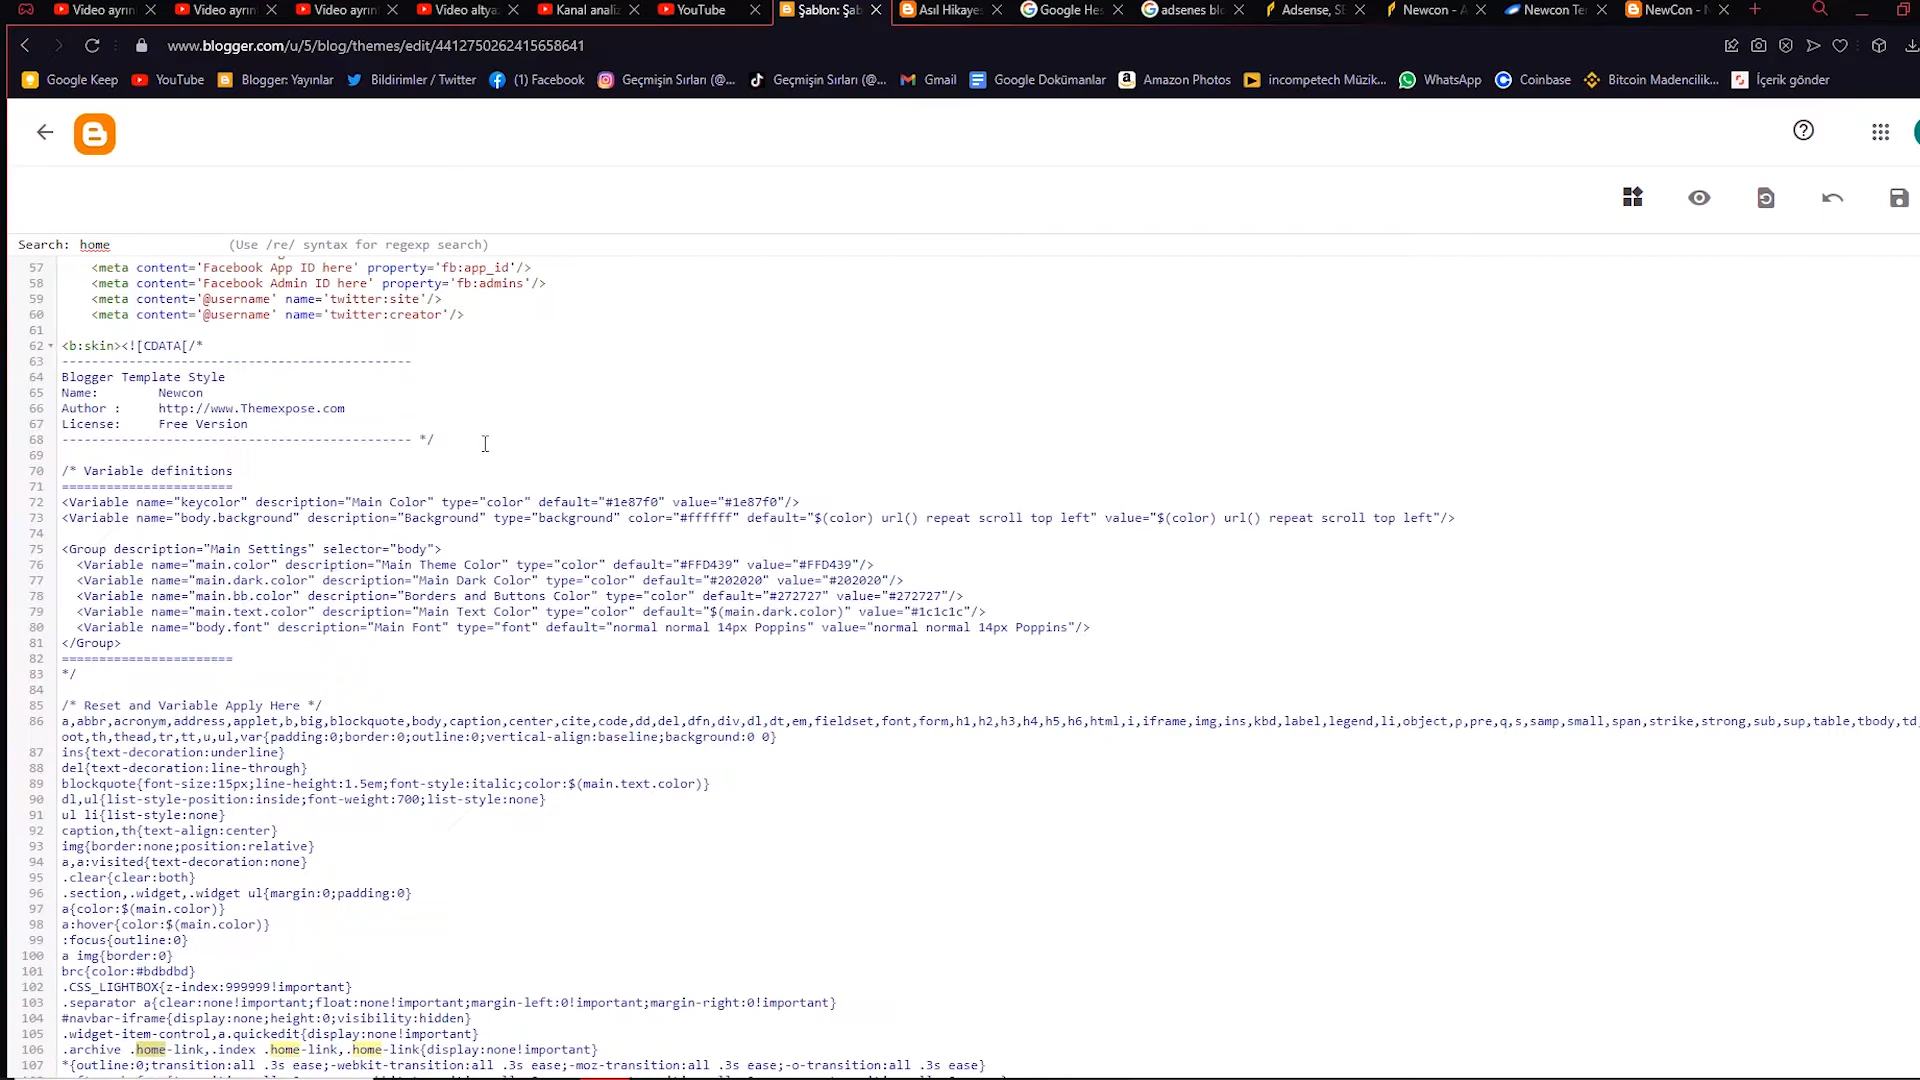 Video ayrın
Video ayrın
Video ayrın
Video altya
Kanal analiz
YouTube
Şablon: Şab
Asıl Hikaye
Google Hes
adsenes blo
Adsense, SE
Newcon - A
Newcon Te
NewCon - N
www.blogger.com/u/5/blog/themes/edit/4412750262415658641
Google Keep YouTube Blogger: Yayınlar Bildirimler / Twitter (1) Facebook Geçmişin Sırları (@... Geçmişin Sırları (@... Gmail Google Dokümanlar Amazon Photos incompetech Müzik... WhatsApp Coinbase Bitcoin Madencilik... İçerik gönder
Search: home (Use /re/ syntax for regexp search)
57 <meta content='Facebook App ID here' property='fb:app_id'/>
58 <meta content='Facebook Admin ID here' property='fb:admins'/>
59 <meta content='@username' name='twitter:site'/>
60 <meta content='@username' name='twitter:creator'/>
61
62 <b:skin><![CDATA[/*
63 -----------------------------------------------
64 Blogger Template Style
65 Name: Newcon
66 Author : http://www.Themexpose.com
67 License: Free Version
68 ----------------------------------------------- */
69
70 /* Variable definitions
71 =======================
72 <Variable name="keycolor" description="Main Color" type="color" default="#1e87f0" value="#1e87f0"/>
73 <Variable name="body.background" description="Background" type="background" color="#ffffff" default="$(color) url() repeat scroll top left" value="$(color) url() repeat scroll top left"/>
74
75 <Group description="Main Settings" selector="body">
76 <Variable name="main.color" description="Main Theme Color" type="color" default="#FFD439" value="#FFD439"/>
77 <Variable name="main.dark.color" description="Main Dark Color" type="color" default="#202020" value="#202020"/>
78 <Variable name="main.bb.color" description="Borders and Buttons Color" type="color" default="#272727" value="#272727"/>
79 <Variable name="main.text.color" description="Main Text Color" type="color" default="$(main.dark.color)" value="#1c1c1c"/>
80 <Variable name="body.font" description="Main Font" type="font" default="normal normal 14px Poppins" value="normal normal 14px Poppins"/>
81 </Group>
82 =======================
83 */
84
85 /* Reset and Variable Apply Here */
86 a,abbr,acronym,address,applet,b,big,blockquote,body,caption,center,cite,code,dd,del,dfn,div,dl,dt,em,fieldset,font,form,h1,h2,h3,h4,h5,h6,html,i,iframe,img,ins,kbd,label,legend,li,object,p,pre,q,s,samp,small,span,strike,strong,sub,sup,table,tbody,td
oot,th,thead,tr,tt,u,ul,var{padding:0;border:0;outline:0;vertical-align:baseline;background:0 0}
87 ins{text-decoration:underline}
88 del{text-decoration:line-through}
89 blockquote{font-size:15px;line-height:1.5em;font-style:italic;color:$(main.text.color)}
90 dl,ul{list-style-position:inside;font-weight:700;list-style:none}
91 ul li{list-style:none}
92 caption,th{text-align:center}
93 img{border:none;position:relative}
94 a,a:visited{text-decoration:none}
95 .clear{clear:both}
96 .section,.widget,.widget ul{margin:0;padding:0}
97 a{color:$(main.color)}
98 a:hover{color:$(main.color)}
99 :focus{outline:0}
100 a img{border:0}
101 brc{color:#bdbdbd}
102 .CSS_LIGHTBOX{z-index:999999!important}
103 .separator a{clear:none!important;float:none!important;margin-left:0!important;margin-right:0!important}
104 #navbar-iframe{display:none;height:0;visibility:hidden}
105 .widget-item-control,a.quickedit{display:none!important}
106 .archive .home-link,.index .home-link,.home-link{display:none!important}
107 *{outline:0;transition:all .3s ease;-webkit-transition:all .3s ease;-moz-transition:all .3s ease;-o-transition:all .3s ease}